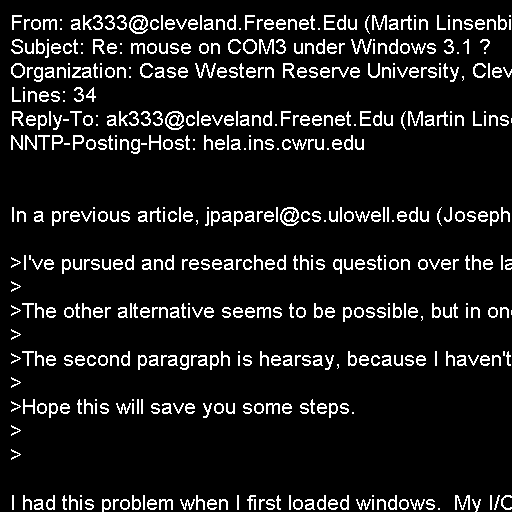 From: ak333@cleveland.Freenet.Edu (Martin Linsenbi
Subject: Re: mouse on COM3 under Windows 3.1 ?
Organization: Case Western Reserve University, Clev
Lines: 34
Reply-To: ak333@cleveland.Freenet.Edu (Martin Lins
NNTP-Posting-Host: hela.ins.cwru.edu
In a previous article, jpaparel@cs.ulowell.edu (Joseph
>I've pursued and researched this question over the la
>
>The other alternative seems to be possible, but in on
>
>The second paragraph is hearsay, because I haven't
>
>Hope this will save you some steps.
>
>
I had this problem when I first loaded windows.  My I/O